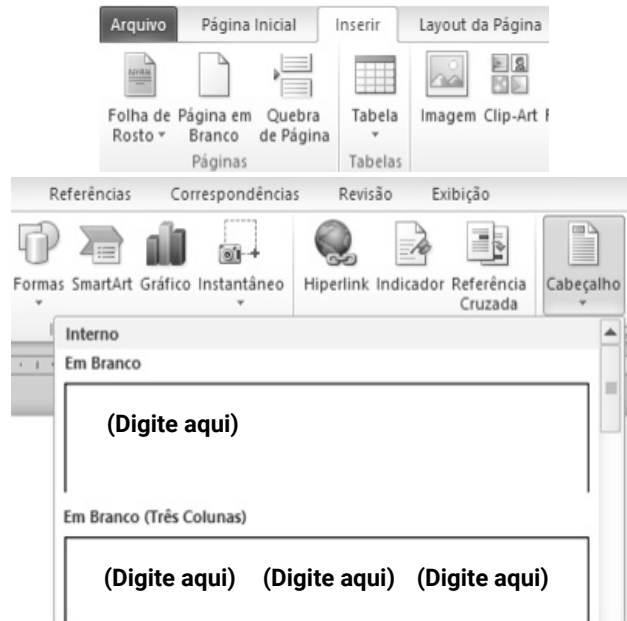 Arquivo Página Inicial Inserir Layout da Página
Folha de Página em Quebra Tabela Imagem Clip-Art
Rosto Branco de Página
Páginas Tabelas
Referências Correspondências Revisão Exibição
Formas SmartArt Gráfico Instantâneo Hiperlink Indicador Referência Cabeçalho
Cruzada
Interno
Em Branco
(Digite aqui)
Em Branco (Três Colunas)
(Digite aqui) (Digite aqui) (Digite aqui)